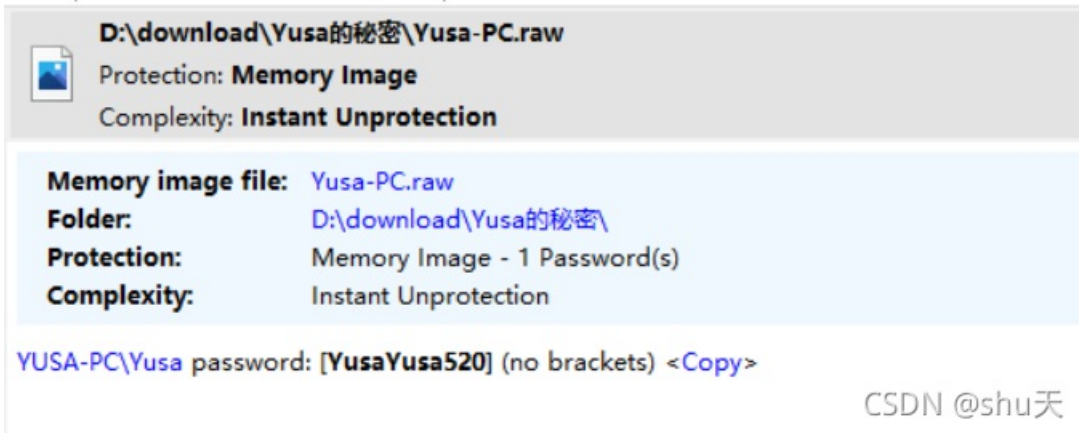 D:\download\Yusa的秘密\Yusa-PC.raw
Protection: Memory Image
Complexity: Instant Unprotection
Memory image file: Yusa-PC.raw
Folder: D:\download\Yusa的秘密\
Protection: Memory Image - 1 Password(s)
Complexity: Instant Unprotection
YUSA-PC\Yusa password: [YusaYusa520] (no brackets) <Copy>
CSDN @shu天